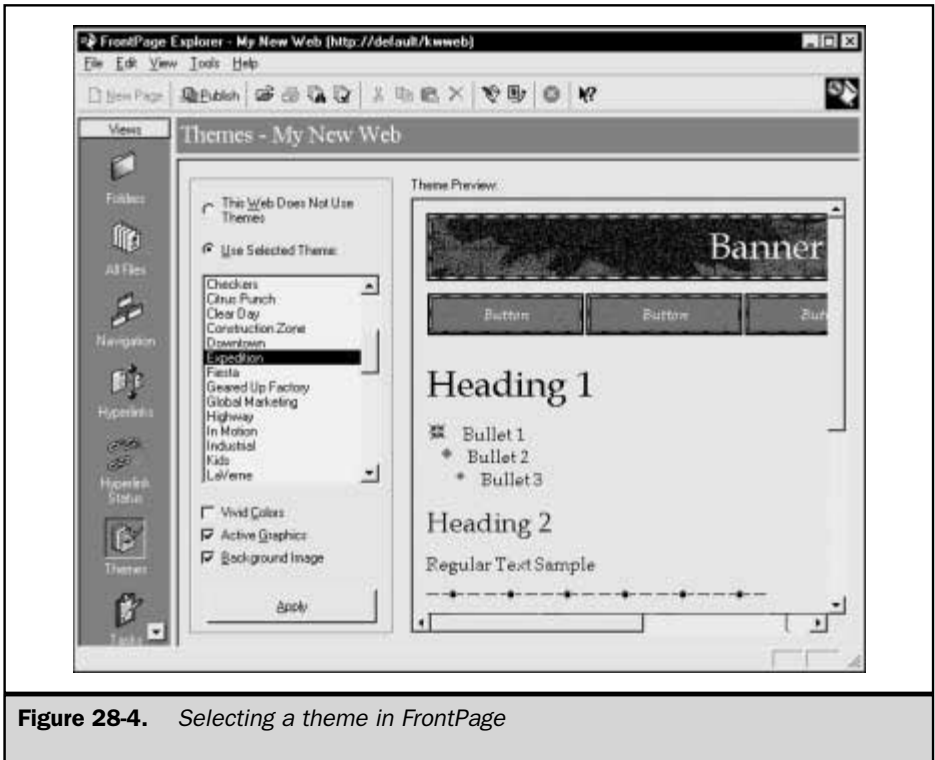 FrontPage Explorer - My New Web (http://default/kwweb)
File Edit View Tools Help
New Page Publish
Views
Themes - My New Web
Folders
All Files
Navigation
Hyperlinks
Hyperlink
Status
Themes
Tasks
This Web Does Not Use
Themes
Use Selected Theme:
Checkers
Citrus Punch
Clear Day
Construction Zone
Downtown
Expedition
Fiesta
Geared Up Factory
Global Marketing
Highway
In Motion
Industrial
Kids
LaVerne
Vivid Colors
Active Graphics
Background Image
Apply
Theme Preview:
Banner
Button Button But
Heading 1
Bullet 1
Bullet 2
Bullet 3
Heading 2
Regular Text Sample
Figure 28-4. Selecting a theme in FrontPage